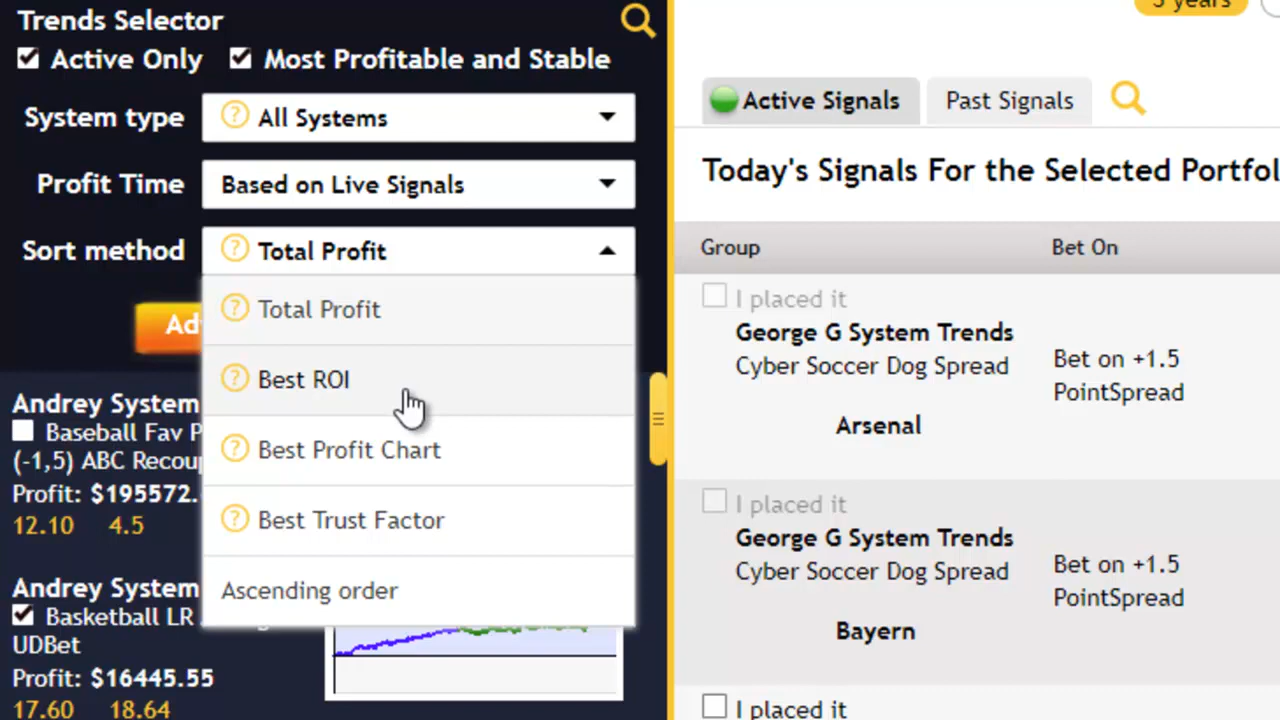 Trends Selector
Active Only Most Profitable and Stable
System type All Systems
Profit Time Based on Live Signals
Sort method Total Profit
Total Profit
Best ROI
Best Profit Chart
Best Trust Factor
Ascending order
Ad
Andrey System
Baseball Fav P
(-1,5) ABC Recoup
Profit: $195572.
12.10 4.5
Andrey System
Basketball LR
UDBet
Profit: $16445.55
17.60 18.64
5 years
Active Signals Past Signals
Today's Signals For the Selected Portfol
Group Bet On
I placed it
George G System Trends
Cyber Soccer Dog Spread
Arsenal
Bet on +1.5
PointSpread
I placed it
George G System Trends
Cyber Soccer Dog Spread
Bayern
Bet on +1.5
PointSpread
I placed it